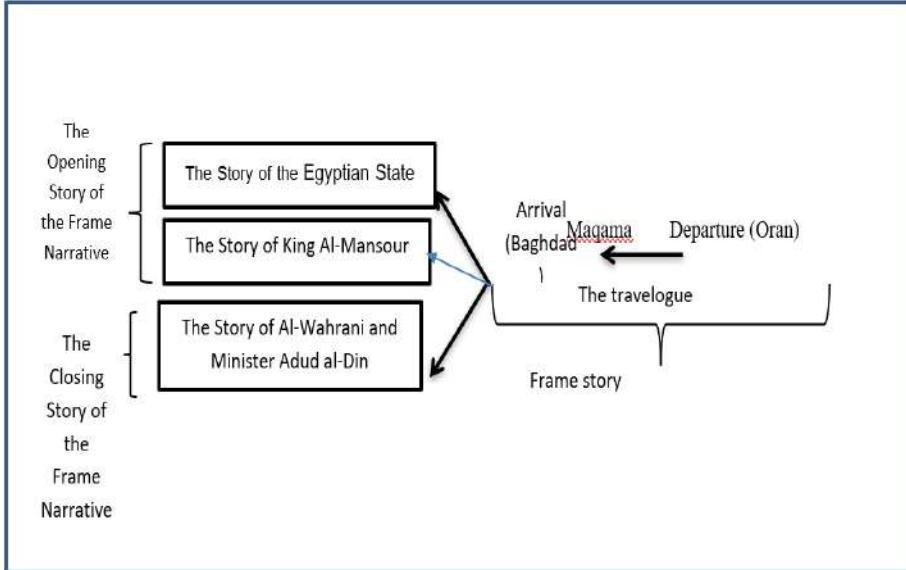 The
Opening
Story of
the Frame
Narrative
The Story of the Egyptian State
The Story of King Al-Mansour
The Story of Al-Wahrani and
Minister Adud al-Din
The
Closing
Story of
the
Frame
Narrative
Arrival
(Baghdad
)
Maqama
Departure (Oran)
The travelogue
Frame story